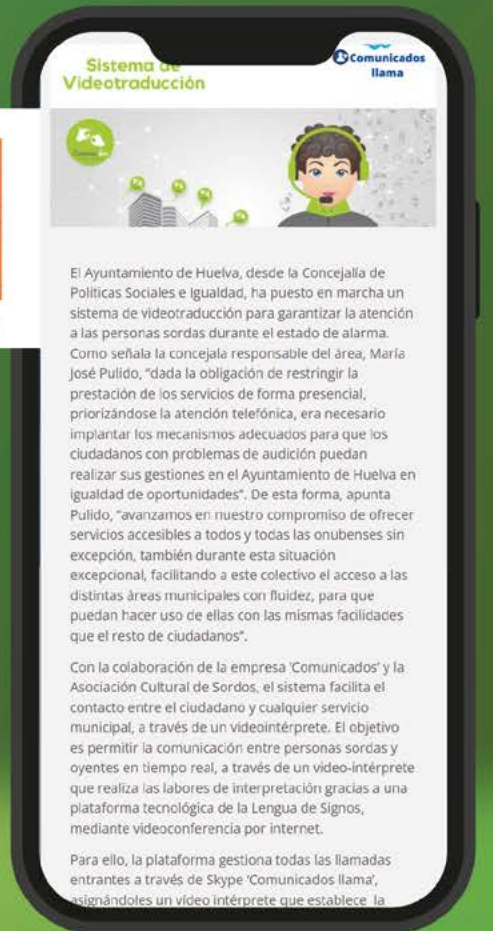 Sistema de
Videotraducción
Comunicados
llama
El Ayuntamiento de Huelva, desde la Concejalía de
Políticas Sociales e Igualdad, ha puesto en marcha un
sistema de videotraducción para garantizar la atención
a las personas sordas durante el estado de alarma.
Como señala la concejala responsable del área, María
José Pulido, “dada la obligación de restringir la
prestación de los servicios de forma presencial,
priorizándose la atención telefónica, era necesario
implantar los mecanismos adecuados para que los
ciudadanos con problemas de audición puedan
realizar sus gestiones en el Ayuntamiento de Huelva en
igualdad de oportunidades”. De esta forma, apunta
Pulido, “avanzamos en nuestro compromiso de ofrecer
servicios accesibles a todos y todas las onubenses sin
excepción, también durante esta situación
excepcional, facilitando a este colectivo el acceso a las
distintas áreas municipales con fluidez, para que
puedan hacer uso de ellas con las mismas facilidades
que el resto de ciudadanos”.
Con la colaboración de la empresa ‘Comunicados’ y la
Asociación Cultural de Sordos, el sistema facilita el
contacto entre el ciudadano y cualquier servicio
municipal, a través de un videointérprete. El objetivo
es permitir la comunicación entre personas sordas y
oyentes en tiempo real, a través de un video-intérprete
que realiza las labores de interpretación gracias a una
plataforma tecnológica de la Lengua de Signos,
mediante videoconferencia por internet.
Para ello, la plataforma gestiona todas las llamadas
entrantes a través de Skype ‘Comunicados llama’,
asignándoles un vídeo intérprete que establece la